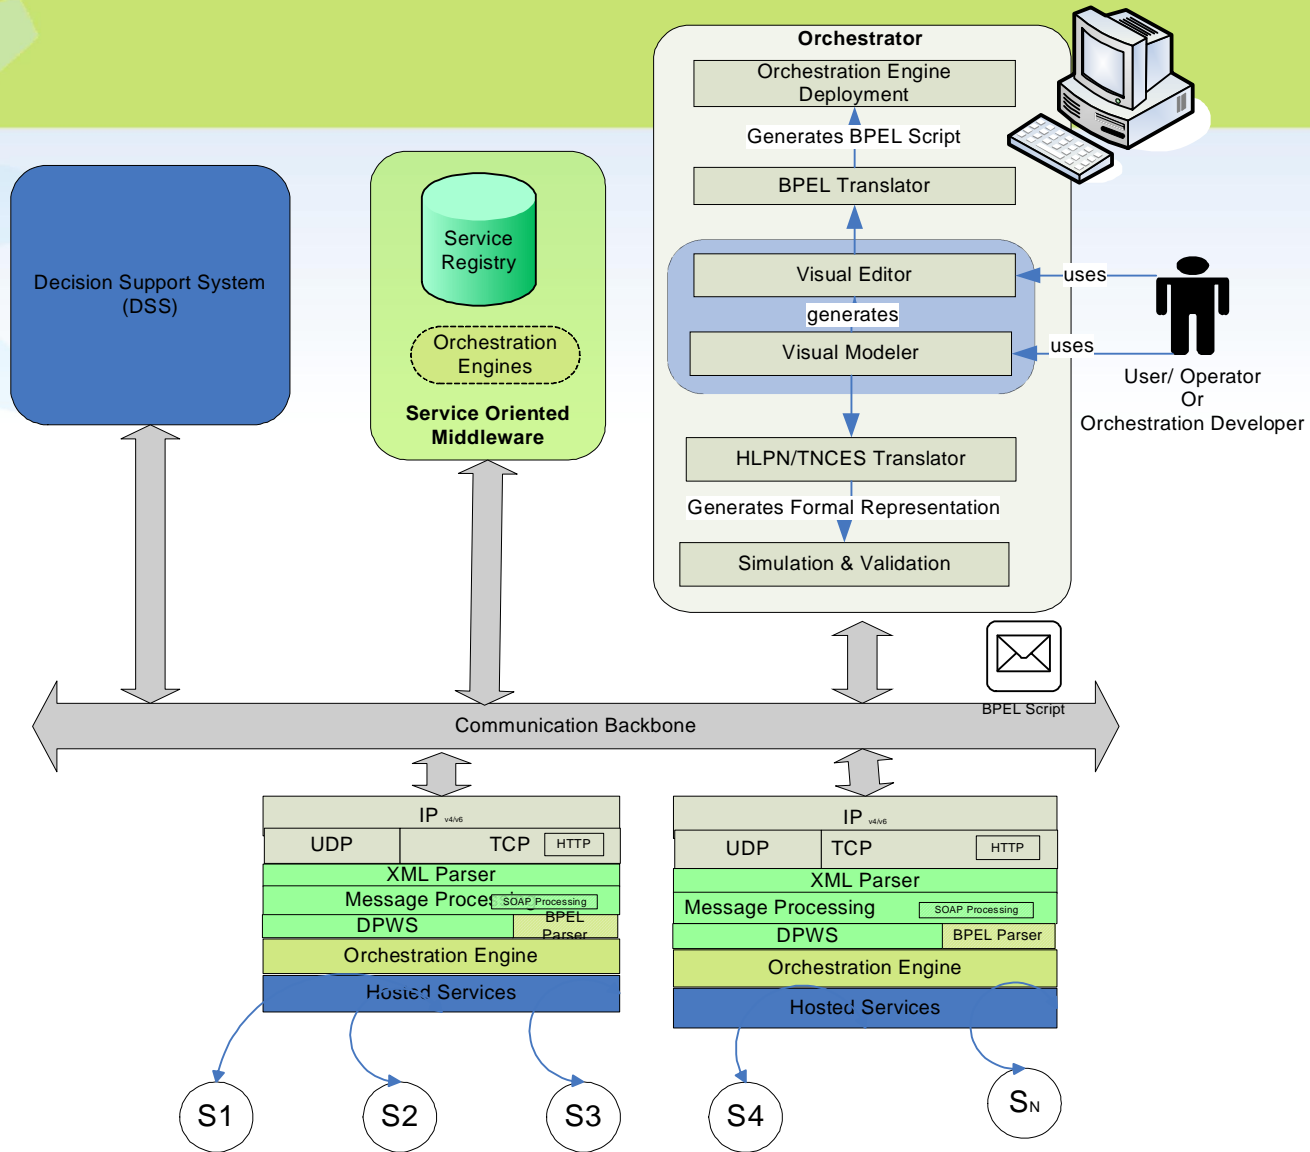 Orchestrator
Orchestration Engine
Deployment
Generates BPEL Script
BPEL Translator
Visual Editor
generates
Visual Modeler
uses
uses
User/ Operator
Or
Orchestration Developer
HLPN/TNCES Translator
Generates Formal Representation
Simulation & Validation
Decision Support System
(DSS)
Service
Registry
Orchestration
Engines
Service Oriented
Middleware
BPEL Script
Communication Backbone
IP v4/v6
UDP
TCP
HTTP
XML Parser
Message Processing
SOAP Processing
DPWS
BPEL
Parser
Orchestration Engine
Hosted Services
S1
S2
S3
IP v4/v6
UDP
TCP
HTTP
XML Parser
Message Processing
SOAP Processing
DPWS
BPEL Parser
Orchestration Engine
Hosted Services
S4
SN